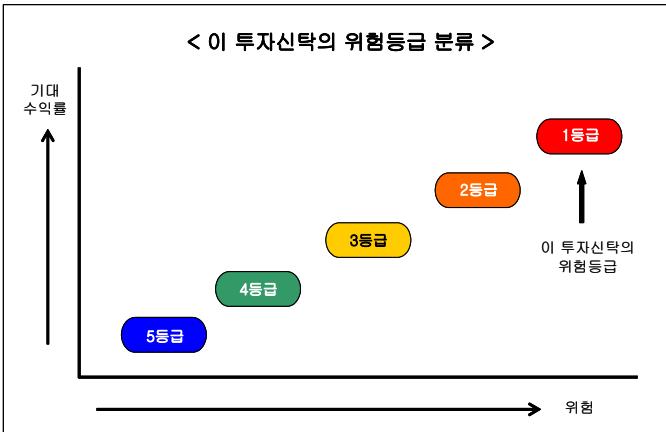 < 이 투자신탁의 위험등급 분류 >
기대
수익률
1등급
2등급
3등급
이 투자신탁의
위험등급
4등급
5등급
위험